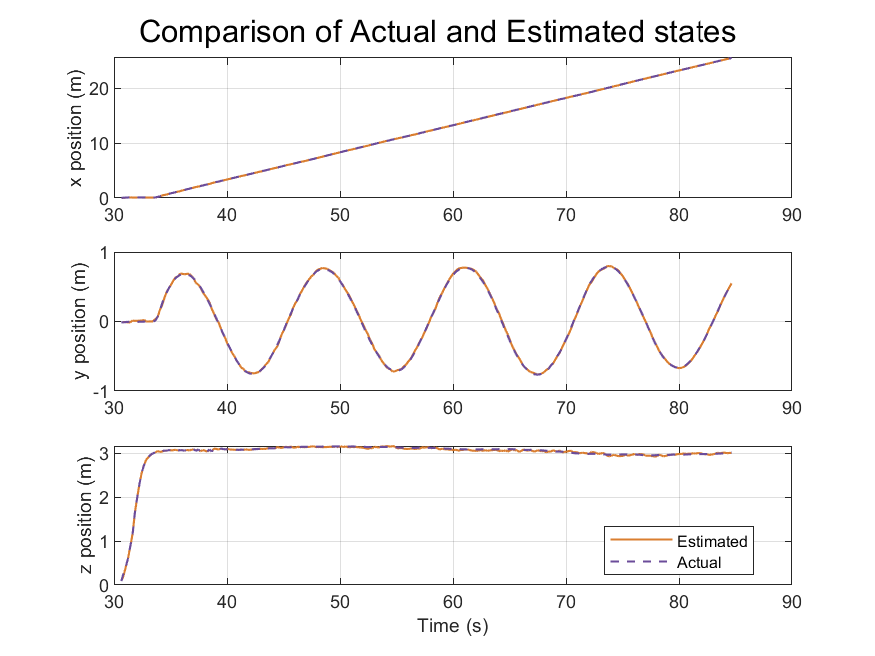 Comparison of Actual and Estimated states
x position (m)
20
10
0
30 40 50 60 70 80 90
y position (m)
1
0
-1
30 40 50 60 70 80 90
z position (m)
3
2
1
0
Estimated
Actual
30 40 50 60 70 80 90
Time (s)